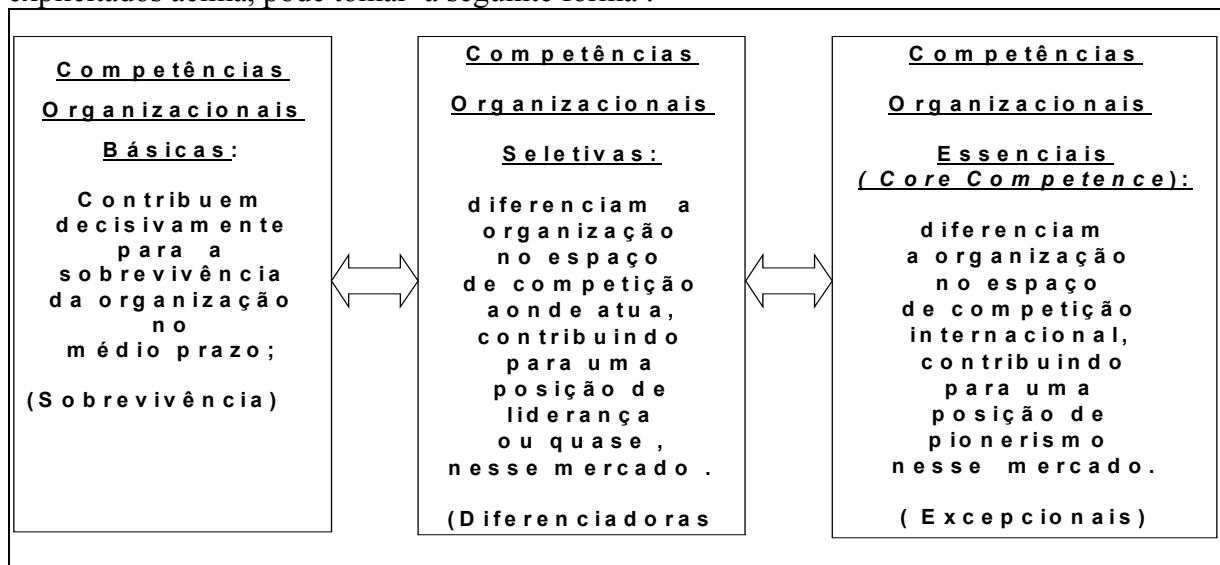 explicitados acima, pode tomar a seguinte forma :
Competências
Organizacionais
Básicas:
Contribuem
decisivamente
para a
sobrevivência
da organização
no
médio prazo;
(Sobrevivência)
Competências
Organizacionais
Seletivas:
diferenciam a
organização
no espaço
de competição
aonde atua,
contribuindo
para uma
posição de
liderança
ou quase ,
nesse mercado .
(Diferenciadoras
Competências
Organizacionais
Essenciais
(Core Competence):
diferenciam
a organização
no espaço
de competição
internacional,
contribuindo
para uma
posição de
pionerismo
nesse mercado.
( Excepcionais)